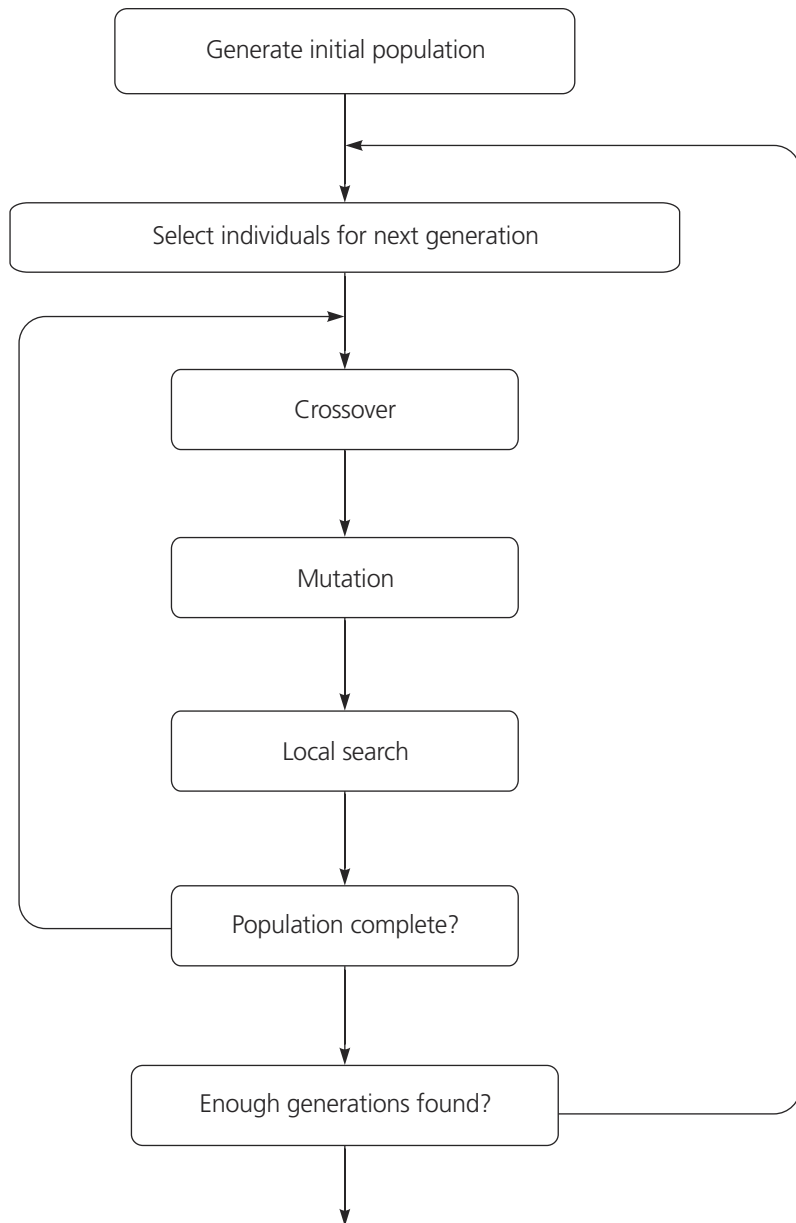 Generate initial population
Select individuals for next generation
Crossover
Mutation
Local search
Population complete?
Enough generations found?